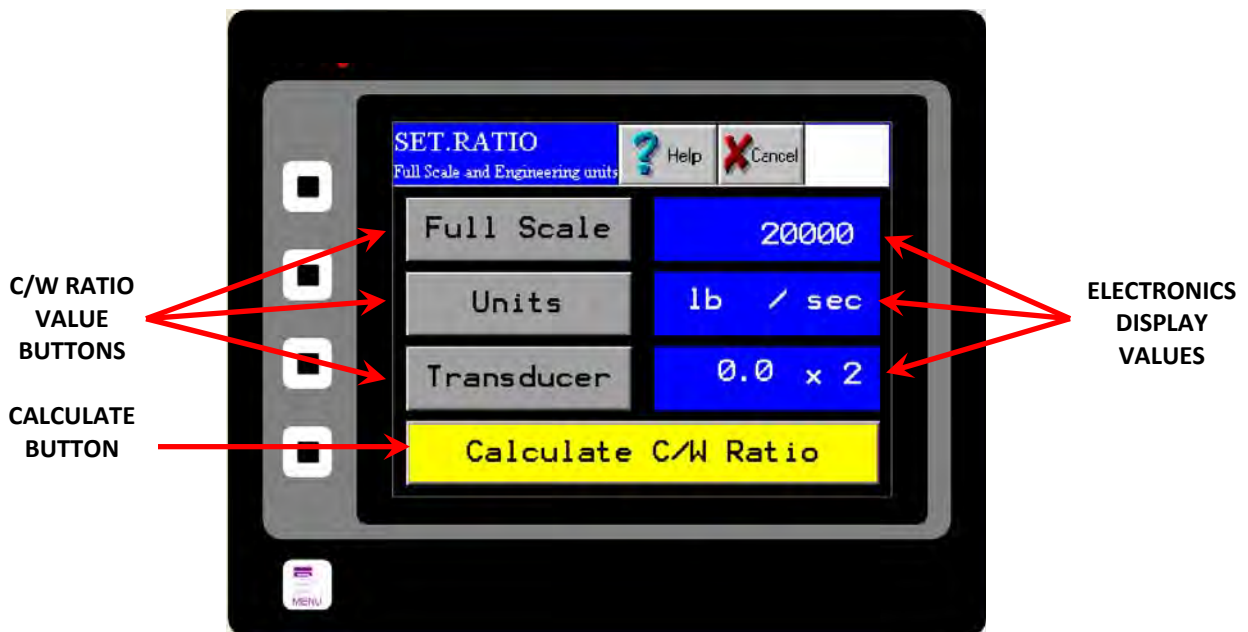 SET.RATIO
Full Scale and Engineering units
Help
Cancel
Full Scale
20000
Units
lb / sec
Transducer
0.0 x 2
Calculate C/W Ratio
C/W RATIO
VALUE
BUTTONS
CALCULATE
BUTTON
ELECTRONICS
DISPLAY
VALUES
MENU